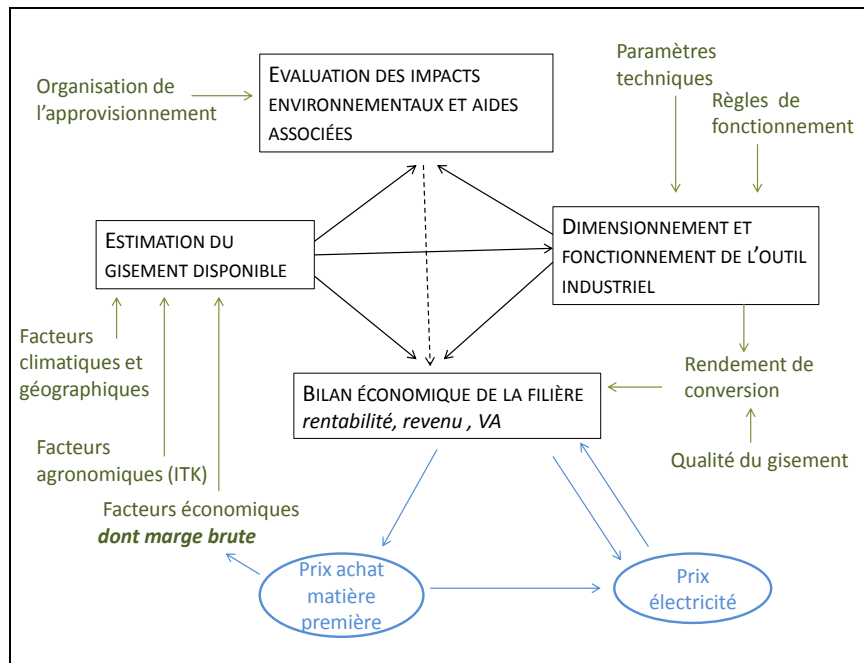 Organisation de
l'approvisionnement
EVALUATION DES IMPACTS
ENVIRONNEMENTAUX ET AIDES
ASSOCIÉES
Paramètres
techniques
Règles de
fonctionnement
ESTIMATION DU
GISEMENT DISPONIBLE
DIMENSIONNEMENT ET
FONCTIONNEMENT DE L'OUTIL
INDUSTRIEL
Facteurs
climatiques et
géographiques
BILAN ÉCONOMIQUE DE LA FILIÈRE
rentabilité, revenu , VA
Rendement de
conversion
Facteurs
agronomiques (ITK)
Qualité du gisement
Facteurs économiques
dont marge brute
Prix achat
matière
première
Prix
électricité